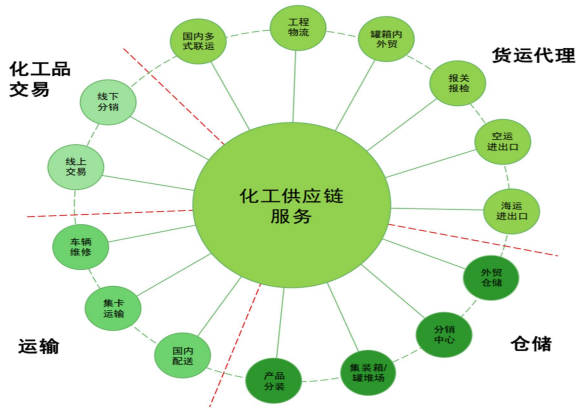 化工品
交易
货运代理
运输
仓储
化工供应链
服务
国内多
式联运
工程
物流
罐箱内
外贸
报关
报检
空运
进出口
海运
进出口
外贸
仓储
分销
中心
集装箱/
罐堆场
产品
分装
国内
配送
集卡
运输
车辆
维修
线上
交易
线下
分销